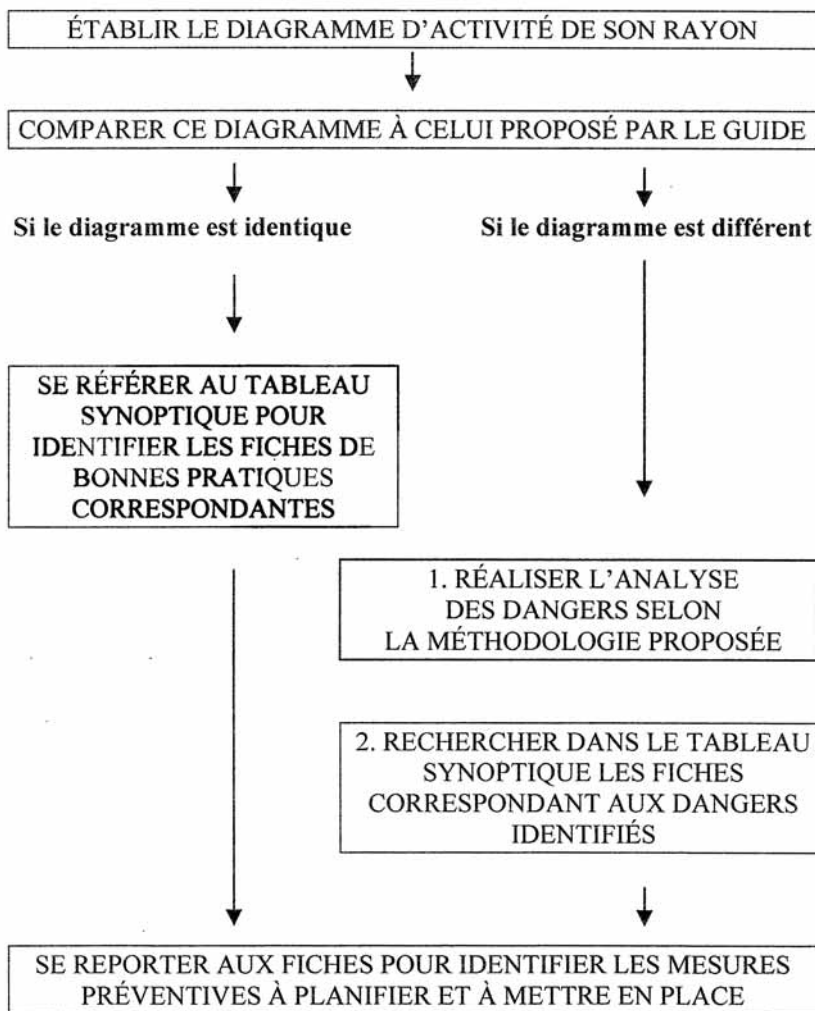 ÉTABLIR LE DIAGRAMME D'ACTIVITÉ DE SON RAYON
COMPARER CE DIAGRAMME À CELUI PROPOSÉ PAR LE GUIDE
Si le diagramme est identique
Si le diagramme est différent
SE RÉFÉRER AU TABLEAU
SYNOPTIQUE POUR
IDENTIFIER LES FICHES DE
BONNES PRATIQUES
CORRESPONDANTES
1. RÉALISER L'ANALYSE
DES DANGERS SELON
LA MÉTHODOLOGIE PROPOSÉE
2. RECHERCHER DANS LE TABLEAU
SYNOPTIQUE LES FICHES
CORRESPONDANT AUX DANGERS
IDENTIFIÉS
SE REPORTER AUX FICHES POUR IDENTIFIER LES MESURES
PRÉVENTIVES À PLANIFIER ET À METTRE EN PLACE